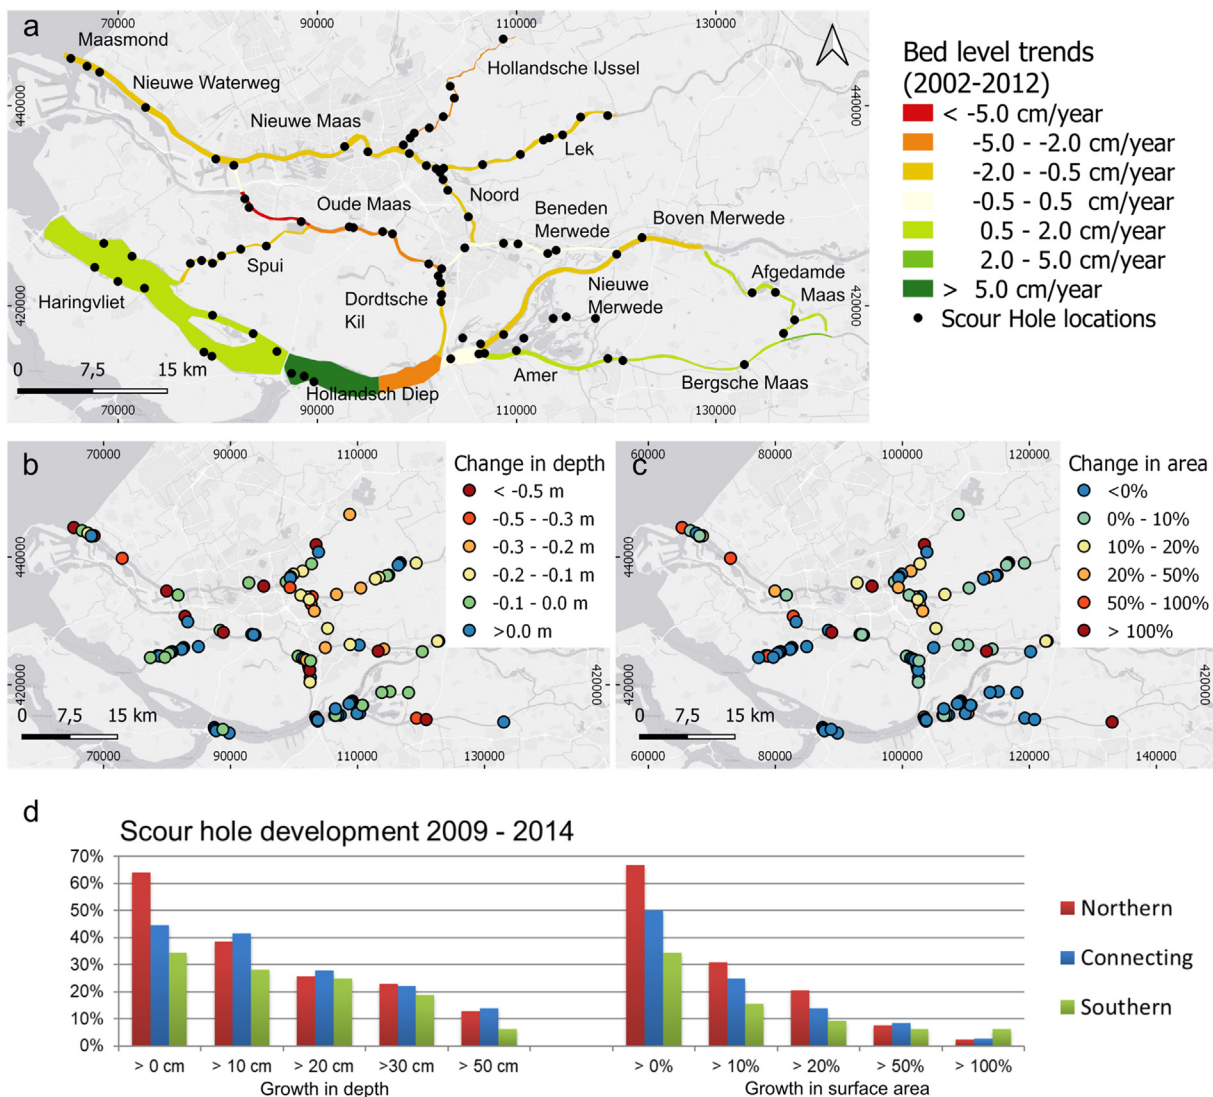 a
70000 90000 110000 130000
Maasmond
Nieuwe Waterweg
Hollandsche IJssel
Nieuwe Maas
Lek
440000
440000
Oude Maas
Noord
Beneden
Merwede
Boven Merwede
Spui
Haringvliet
Dordtsche
Kil
Nieuwe
Merwede
Afgedamde
Maas
420000
420000
Amer
Bergsche Maas
Hollandsch Diep
0 7,5 15 km
70000 90000 110000 130000
Bed level trends
(2002-2012)
< -5.0 cm/year
-5.0 - -2.0 cm/year
-2.0 - -0.5 cm/year
-0.5 - 0.5 cm/year
0.5 - 2.0 cm/year
2.0 - 5.0 cm/year
> 5.0 cm/year
Scour Hole locations
b
70000 90000 110000
440000
420000
420000
Change in depth
< -0.5 m
-0.5 - -0.3 m
-0.3 - -0.2 m
-0.2 - -0.1 m
-0.1 - 0.0 m
>0.0 m
0 7,5 15 km
70000 90000 110000 130000
c
60000 80000 100000 120000
440000
420000
420000
Change in area
<0%
0% - 10%
10% - 20%
20% - 50%
50% - 100%
> 100%
0 7,5 15 km
60000 80000 100000 120000 140000
d
Scour hole development 2009 - 2014
70%
60%
50%
40%
30%
20%
10%
0%
> 0 cm > 10 cm > 20 cm >30 cm > 50 cm
Growth in depth
> 0% > 10% > 20% > 50% > 100%
Growth in surface area
Northern
Connecting
Southern